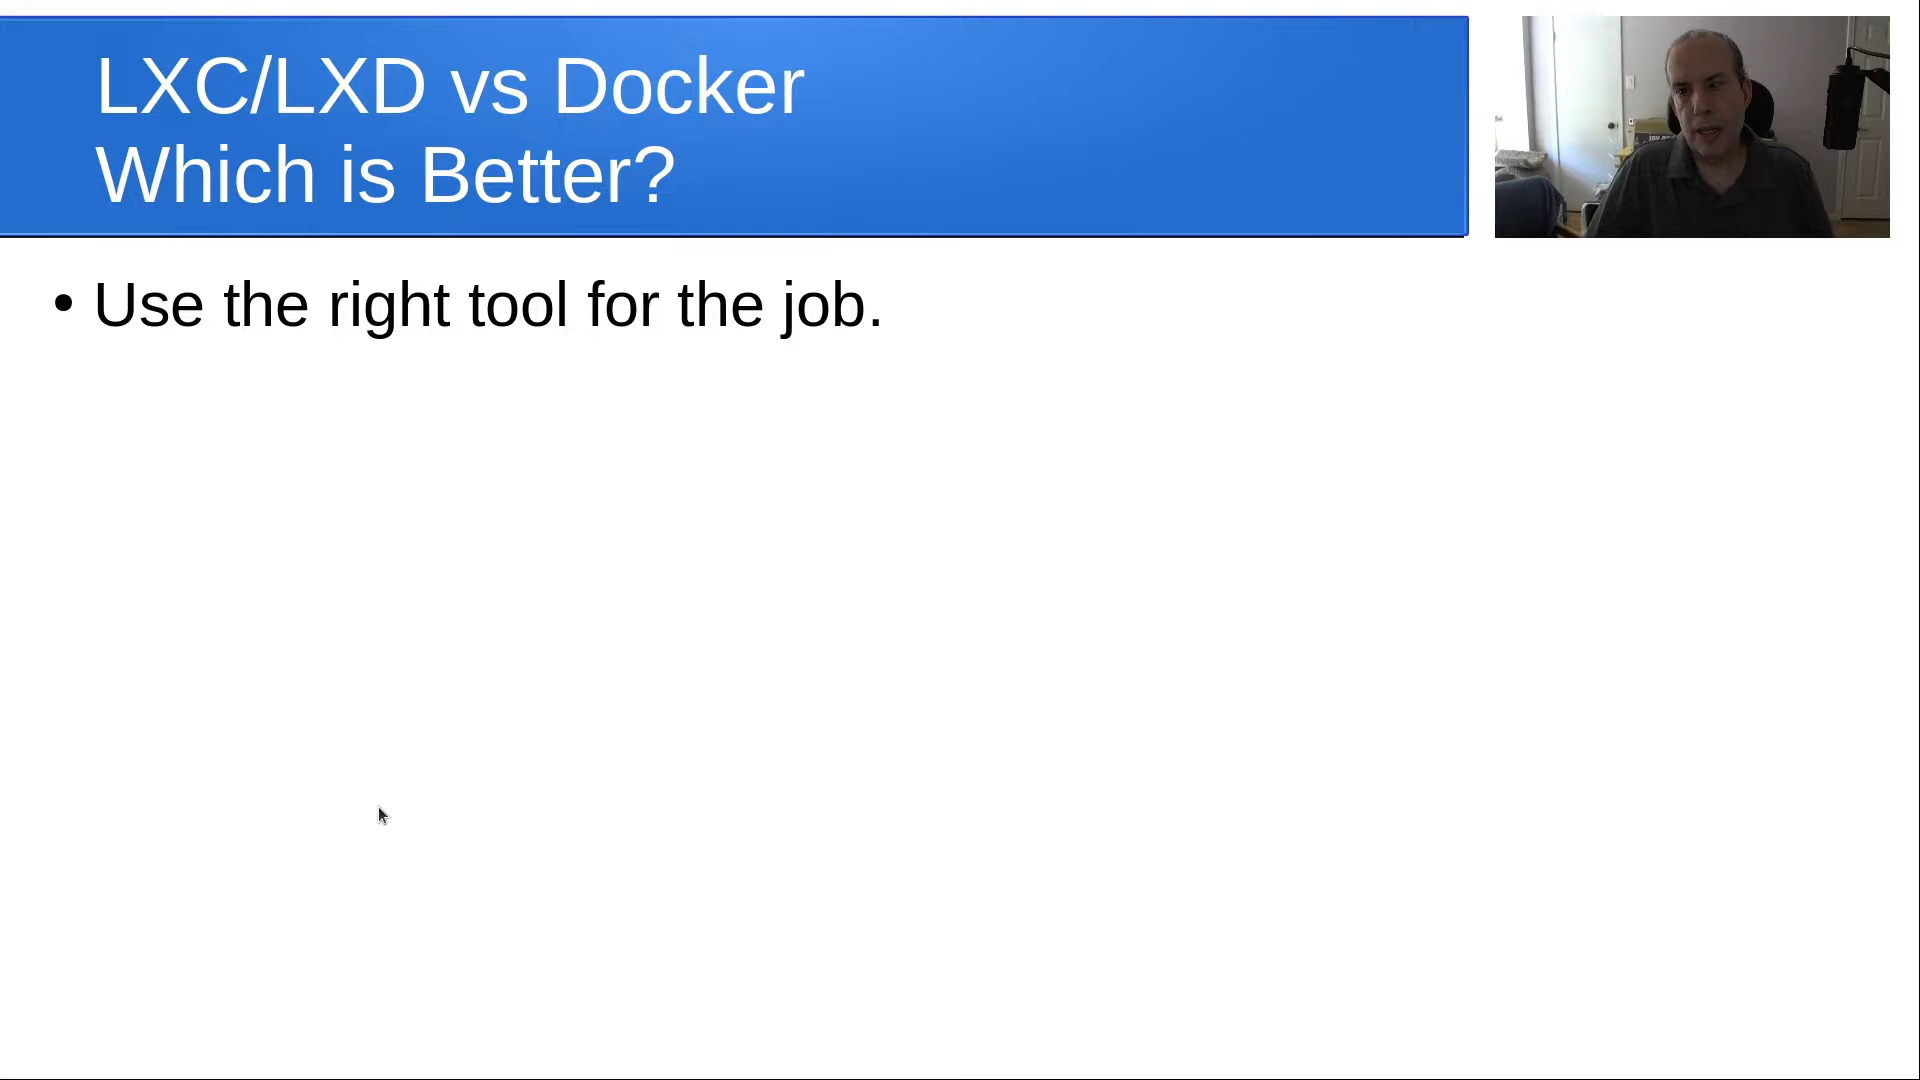 LXC/LXD vs Docker
Which is Better?
• Use the right tool for the job.